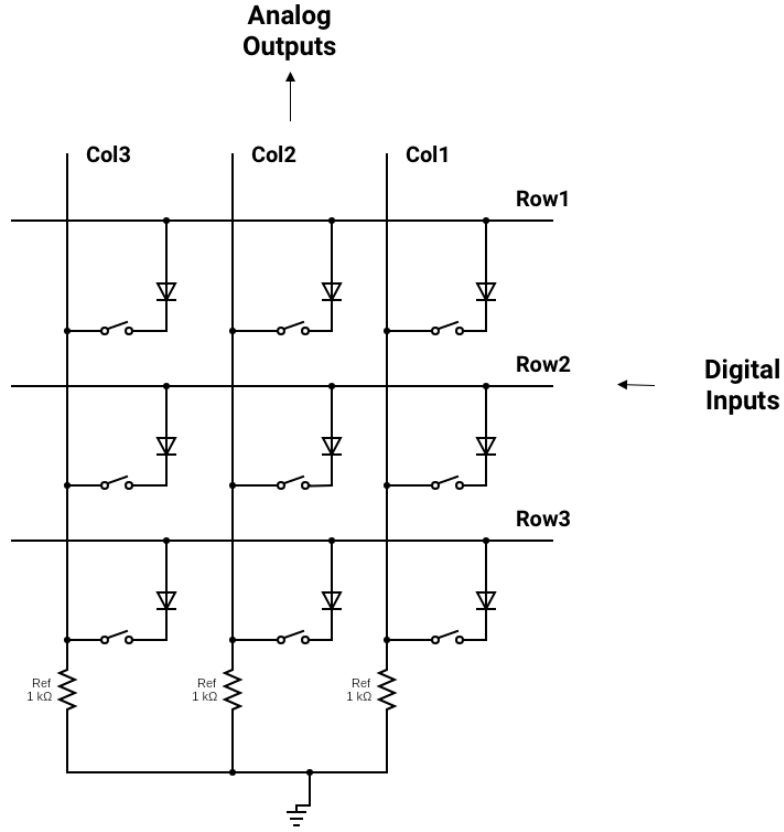 Analog
Outputs
Col3
Col2
Col1
Row1
Row2
Digital
Inputs
Row3
Ref
1 kΩ
Ref
1 kΩ
Ref
1 kΩ